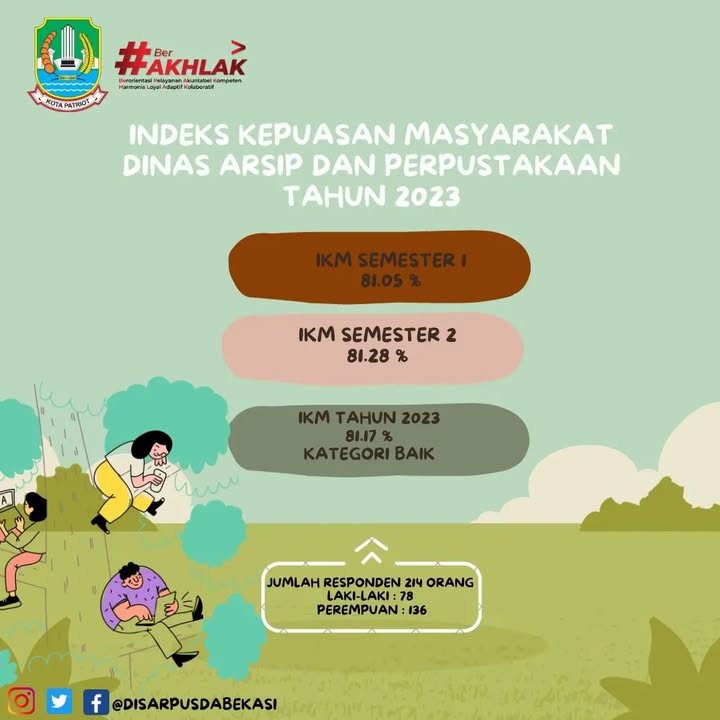 KOTA PATRIOT
#BerAKHLAK
Berorientasi Pelayanan Akuntabel Kompeten
Harmonis Loyal Adaptif Kolaboratif
INDEKS KEPUASAN MASYARAKAT
DINAS ARSIP DAN PERPUSTAKAAN
TAHUN 2023
IKM SEMESTER 1
81.05 %
IKM SEMESTER 2
81.28 %
IKM TAHUN 2023
81.17 %
KATEGORI BAIK
A
JUMLAH RESPONDEN 214 ORANG
LAKI-LAKI : 78
PEREMPUAN : 136
@DISARPUSDABEKASI